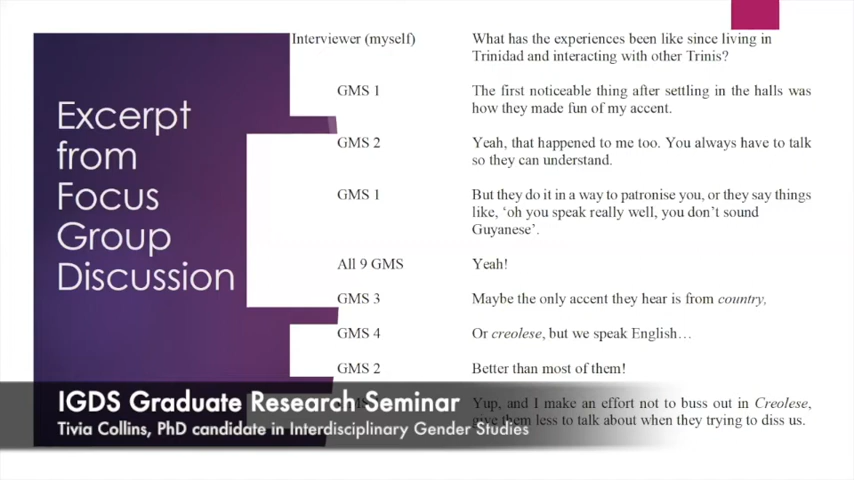 Excerpt
from
Focus
Group
Discussion
Interviewer (myself)
What has the experiences been like since living in
Trinidad and interacting with other Trinis?
GMS 1
The first noticeable thing after settling in the halls was
how they made fun of my accent.
GMS 2
Yeah, that happened to me too. You always have to talk
so they can understand.
GMS 1
But they do it in a way to patronise you, or they say things
like, ‘oh you speak really well, you don’t sound
Guyanese’.
All 9 GMS
Yeah!
GMS 3
Maybe the only accent they hear is from country,
GMS 4
Or creolese, but we speak English…
GMS 2
Better than most of them!
Yup, and I make an effort not to buss out in Creolese,
give them less to talk about when they trying to diss us.
IGDS Graduate Research Seminar
Tivia Collins, PhD candidate in Interdisciplinary Gender Studies